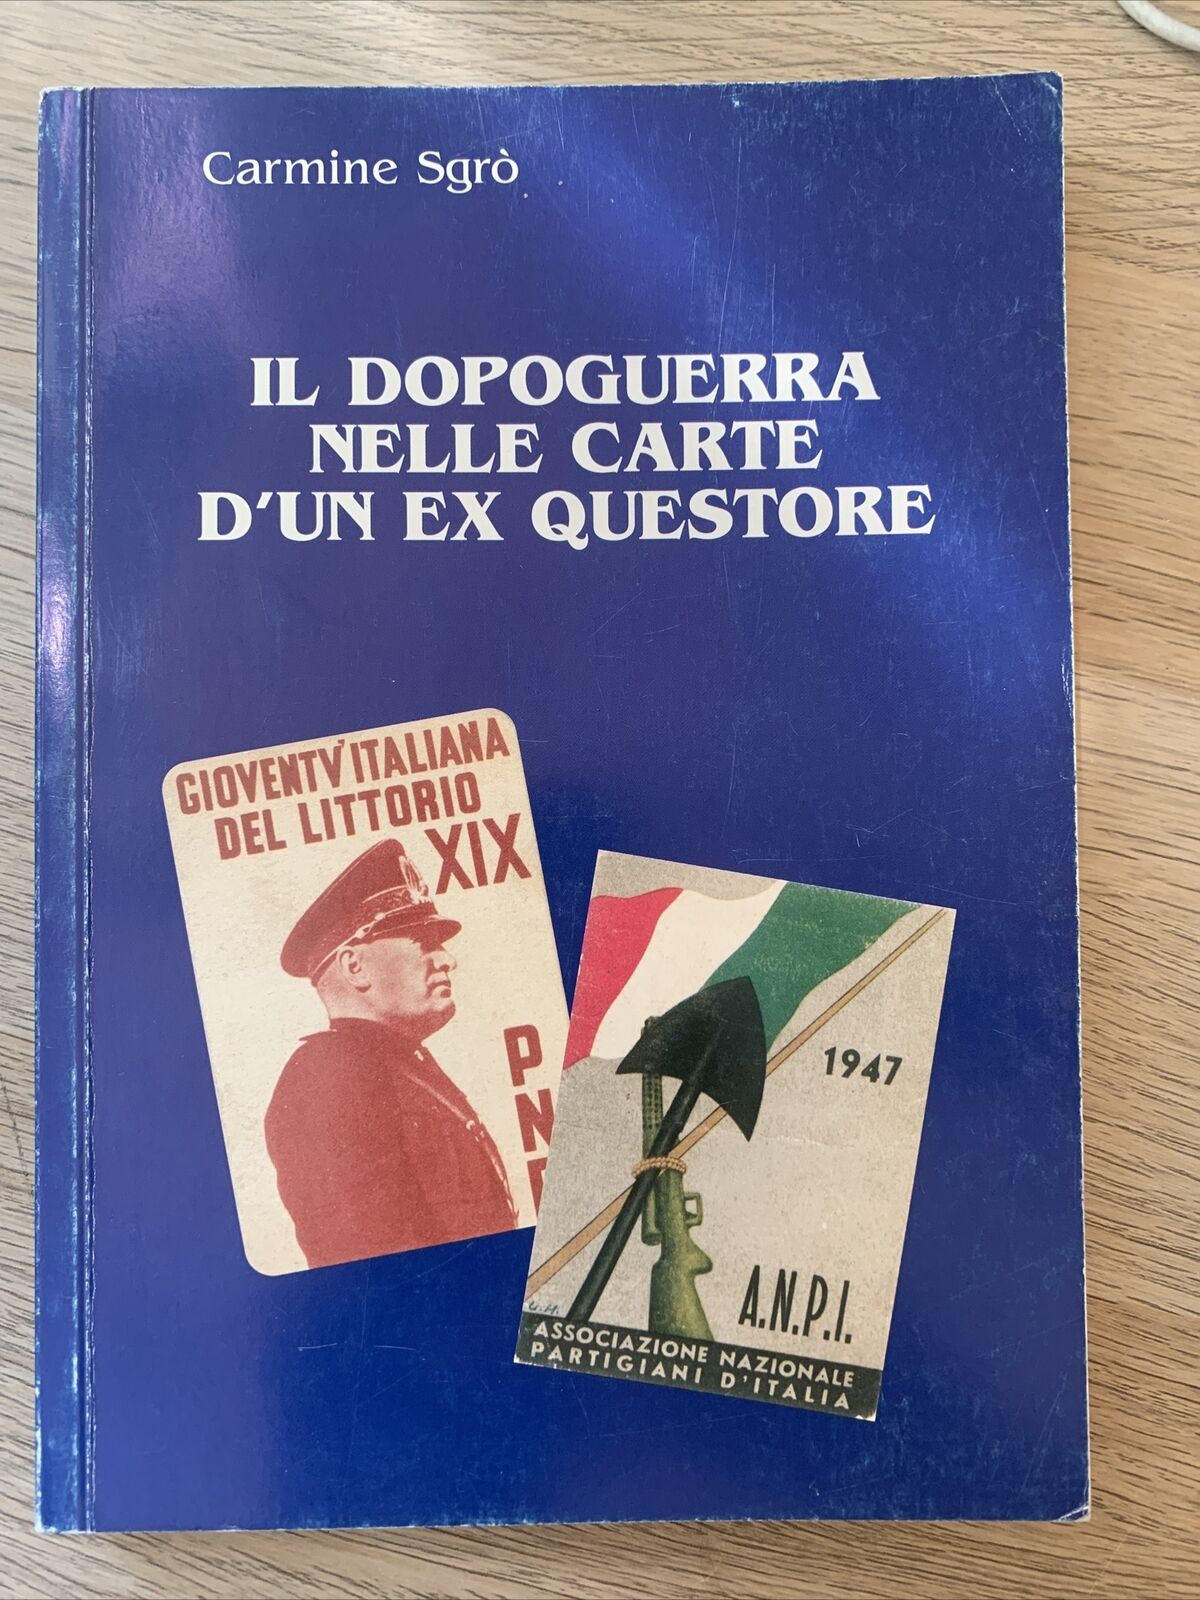 Carmine Sgrò
IL DOPOGUERRA
NELLE CARTE
D'UN EX QUESTORE
GIOVENTV'ITALIANA
DEL LITTORIO
XIX
P
N
1947
A.N.P.I.
ASSOCIAZIONE NAZIONALE
PARTIGIANI D'ITALIA